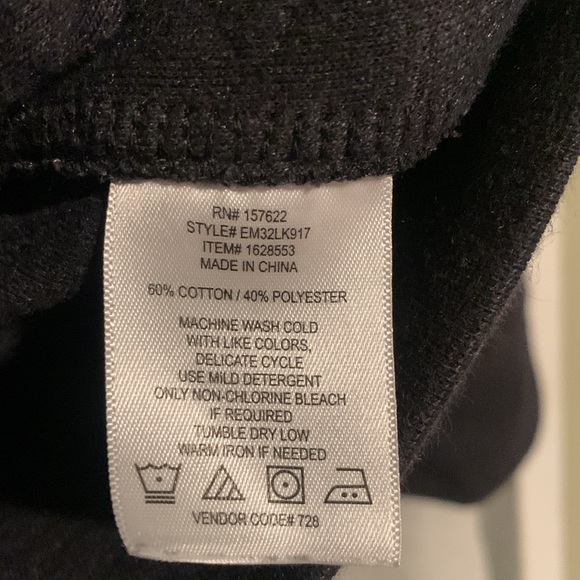 RN# 157622
STYLE# EM32LK917
ITEM# 1628553
MADE IN CHINA
60% COTTON / 40% POLYESTER
MACHINE WASH COLD
WITH LIKE COLORS,
DELICATE CYCLE
USE MILD DETERGENT
ONLY NON-CHLORINE BLEACH
IF REQUIRED
TUMBLE DRY LOW
WARM IRON IF NEEDED
VENDOR CODE# 728